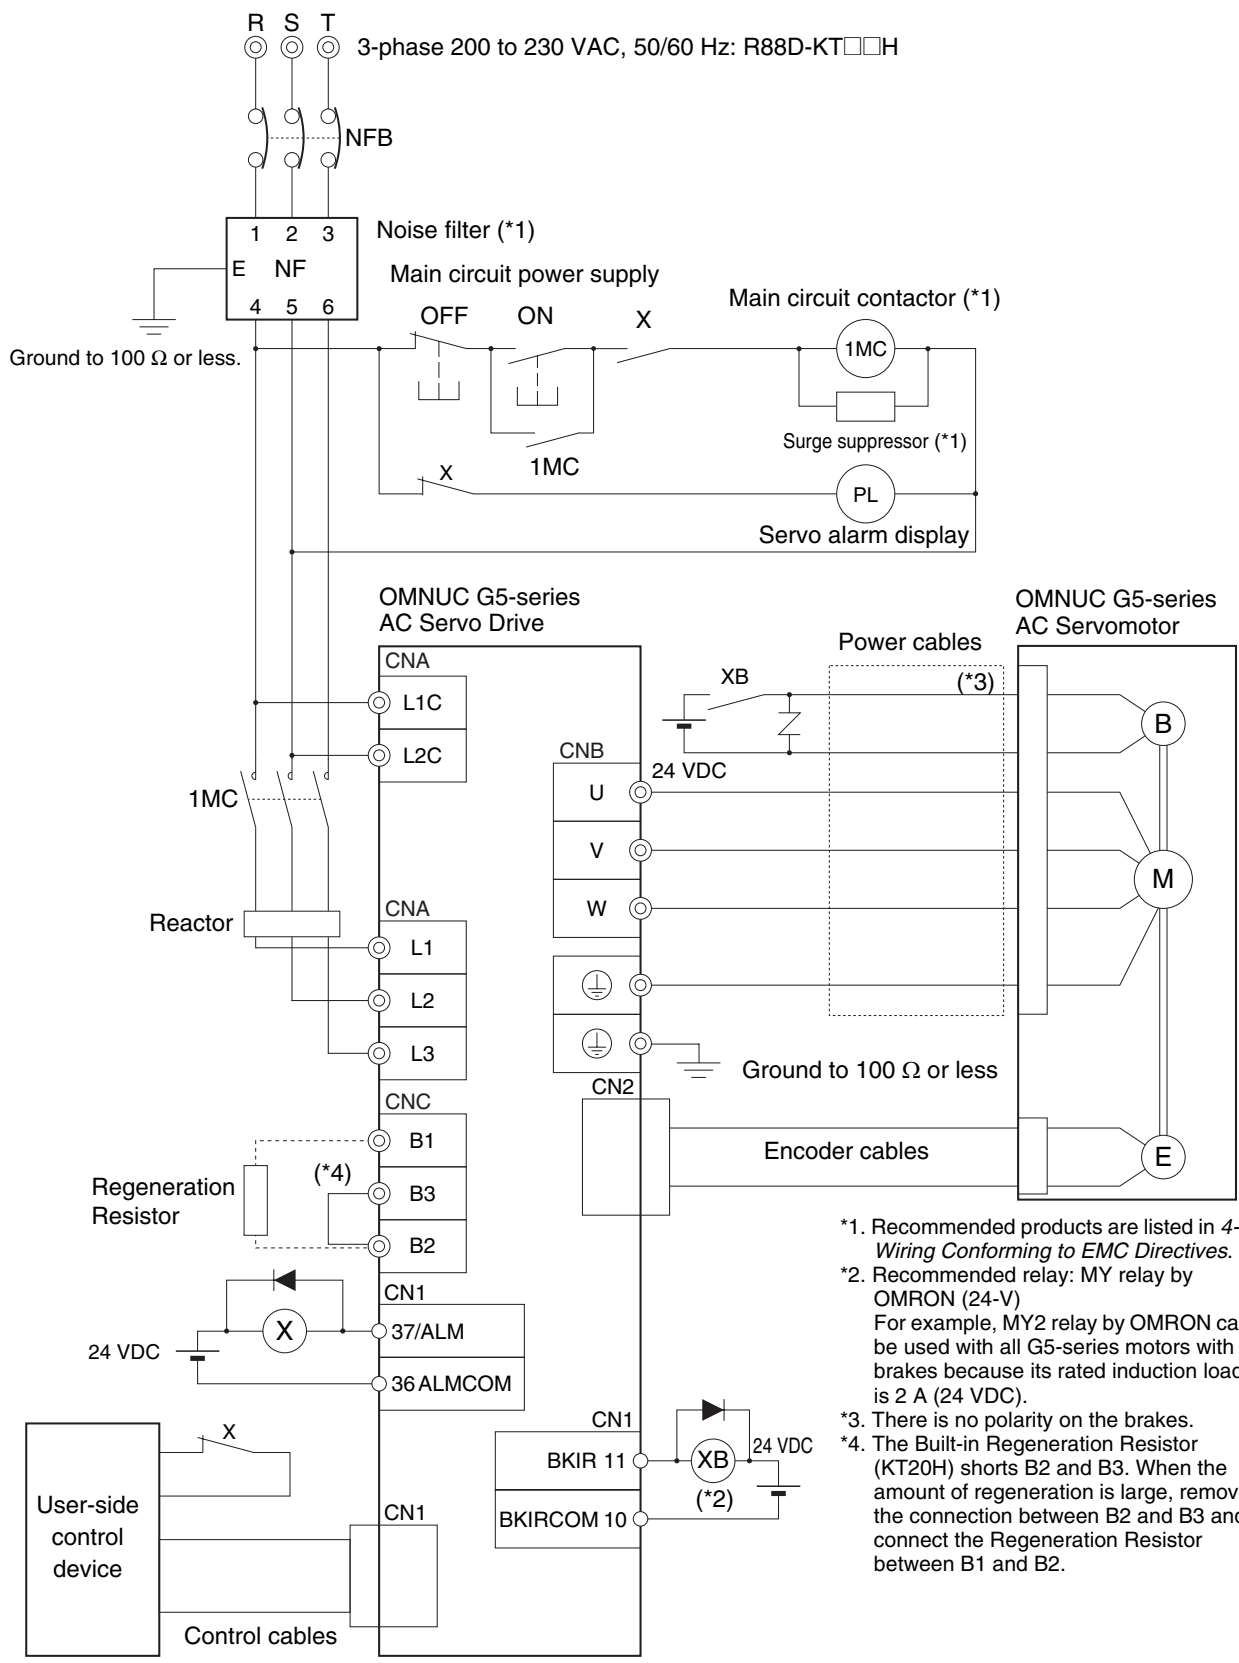 R S T
3-phase 200 to 230 VAC, 50/60 Hz: R88D-KT□□H
NFB
1 2 3
Noise filter (*1)
E NF
4 5 6
Ground to 100 Ω or less.
Main circuit power supply
OFF ON X
Main circuit contactor (*1)
1MC
Surge suppressor (*1)
1MC
X
PL
Servo alarm display
OMNUC G5-series
AC Servo Drive
OMNUC G5-series
AC Servomotor
CNA
L1C
L2C
Power cables
XB
(*3)
B
24 VDC
CNB
U
V
W
M
1MC
Reactor
CNA
L1
L2
L3
Ground to 100 Ω or less
CN2
Encoder cables
E
CNC
B1
B3
B2
(*4)
Regeneration
Resistor
CN1
X
37/ALM
24 VDC
36 ALMCOM
CN1
BKIR 11
XB
24 VDC
(*2)
BKIRCOM 10
X
User-side
control
device
CN1
Control cables
*1. Recommended products are listed in 4-
Wiring Conforming to EMC Directives.
*2. Recommended relay: MY relay by
OMRON (24-V)
For example, MY2 relay by OMRON ca
be used with all G5-series motors with
brakes because its rated induction load
is 2 A (24 VDC).
*3. There is no polarity on the brakes.
*4. The Built-in Regeneration Resistor
(KT20H) shorts B2 and B3. When the
amount of regeneration is large, remov
the connection between B2 and B3 and
connect the Regeneration Resistor
between B1 and B2.